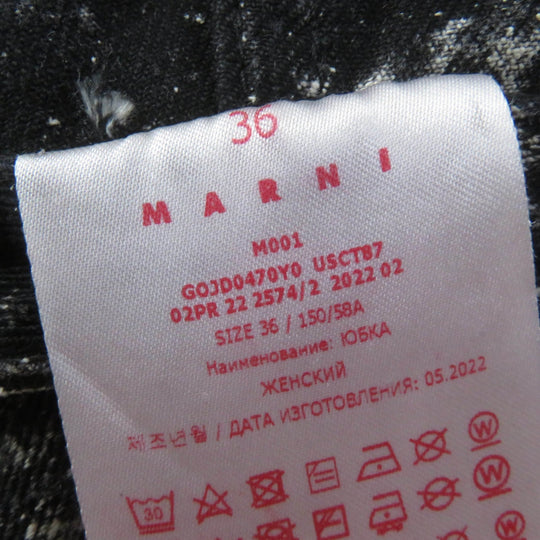 36
MARNI
M001
GOJD0470Y0 USCT87
02PR 22 2574/2 2022 02
SIZE 36 / 150/58A
Наименование: ЮБКА
ЖЕНСКИЙ
제조년월 / ДАТА ИЗГОТОВЛЕНИЯ: 05.2022
30 W
W